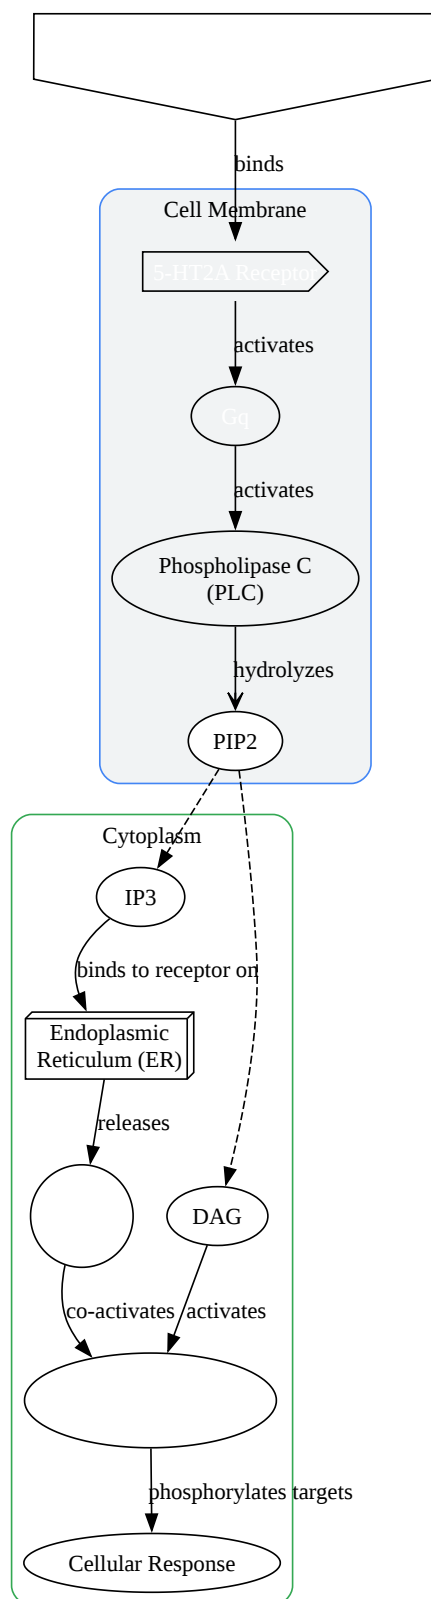 binds
Cell Membrane
5-HT2A Receptor
activates
Gq
activates
Phospholipase C
(PLC)
hydrolyzes
PIP2
Cytoplasm
IP3
binds to receptor on
Endoplasmic
Reticulum (ER)
releases
DAG
co-activates
activates
phosphorylates targets
Cellular Response